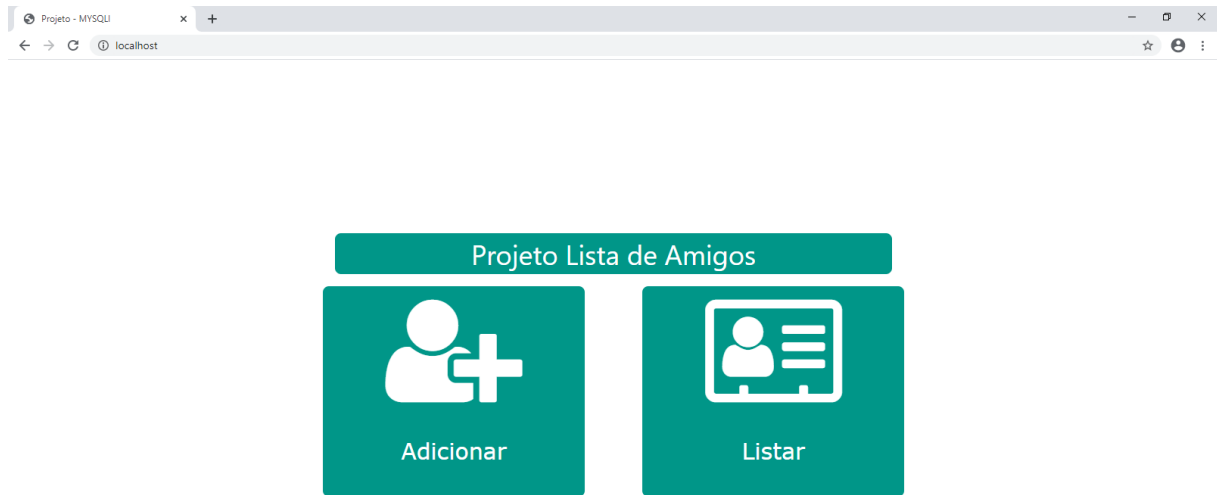 Projeto - MYSQLI
localhost
Projeto Lista de Amigos
Adicionar
Listar